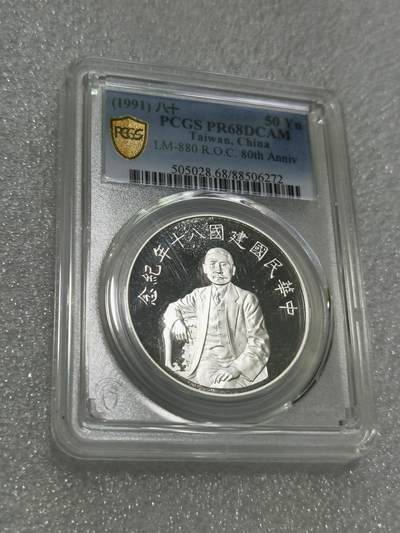 (1991) 八十 50 Yn
PCGS PR68DCAM
Taiwan, China
LM-880 R.O.C. 80th Anniv
505028.68/88506272
PCGS
中華民國建國八十年紀念